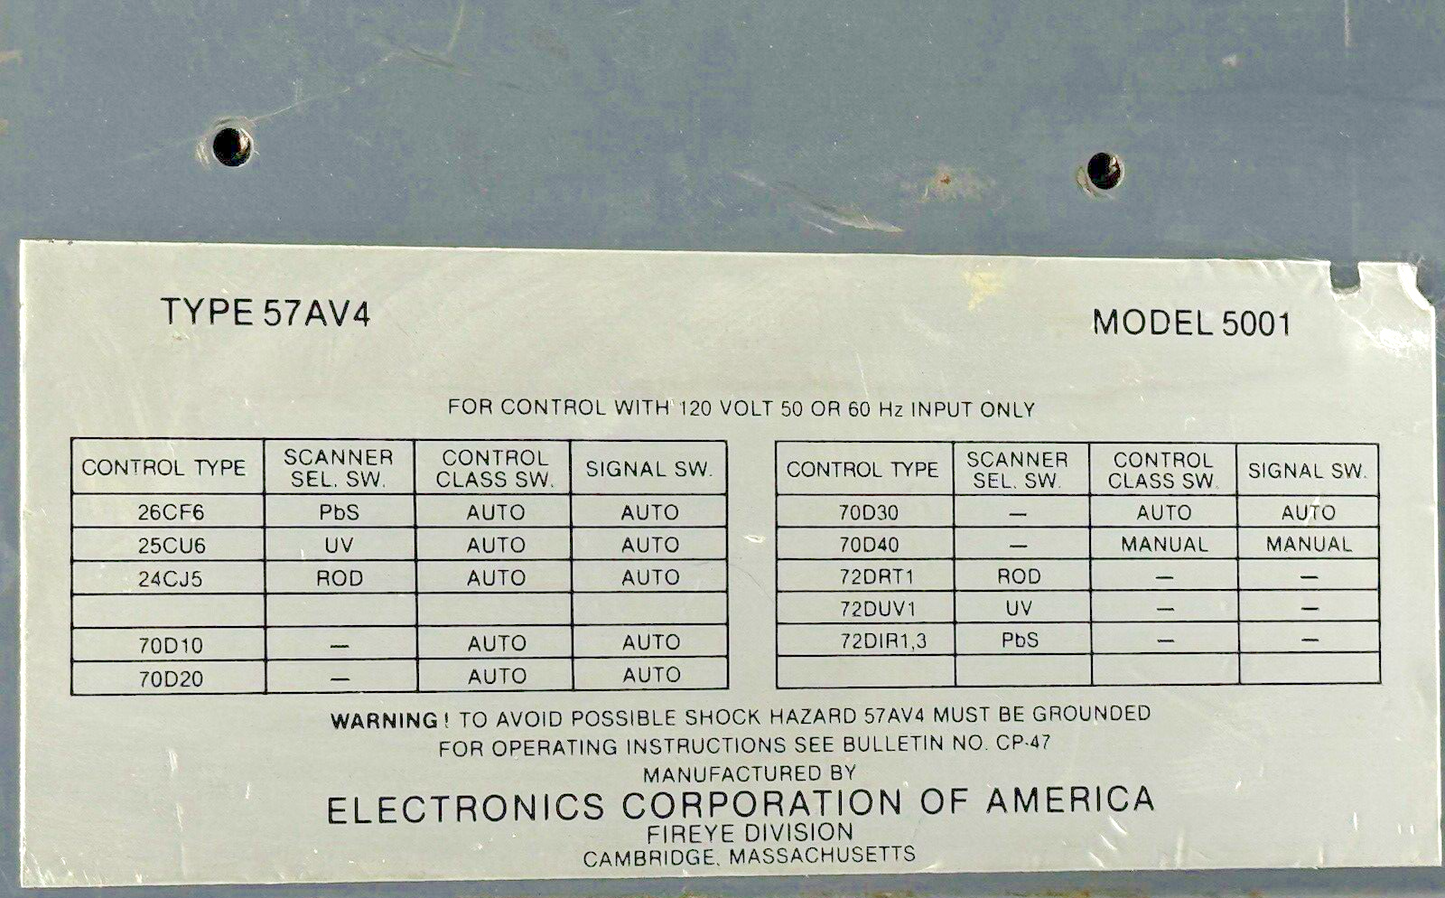 TYPE 57AV4
MODEL 5001
FOR CONTROL WITH 120 VOLT 50 OR 60 Hz INPUT ONLY
CONTROL TYPE SCANNER SEL. SW. CONTROL CLASS SW. SIGNAL SW.
26CF6 PbS AUTO AUTO
25CU6 UV AUTO AUTO
24CJ5 ROD AUTO AUTO
70D10 — AUTO AUTO
70D20 — AUTO AUTO
CONTROL TYPE SCANNER SEL. SW. CONTROL CLASS SW. SIGNAL SW.
70D30 — AUTO AUTO
70D40 — MANUAL MANUAL
72DRT1 ROD — —
72DUV1 UV — —
72DIR1,3 PbS — —
WARNING! TO AVOID POSSIBLE SHOCK HAZARD 57AV4 MUST BE GROUNDED
FOR OPERATING INSTRUCTIONS SEE BULLETIN NO. CP-47
MANUFACTURED BY
ELECTRONICS CORPORATION OF AMERICA
FIREYE DIVISION
CAMBRIDGE, MASSACHUSETTS